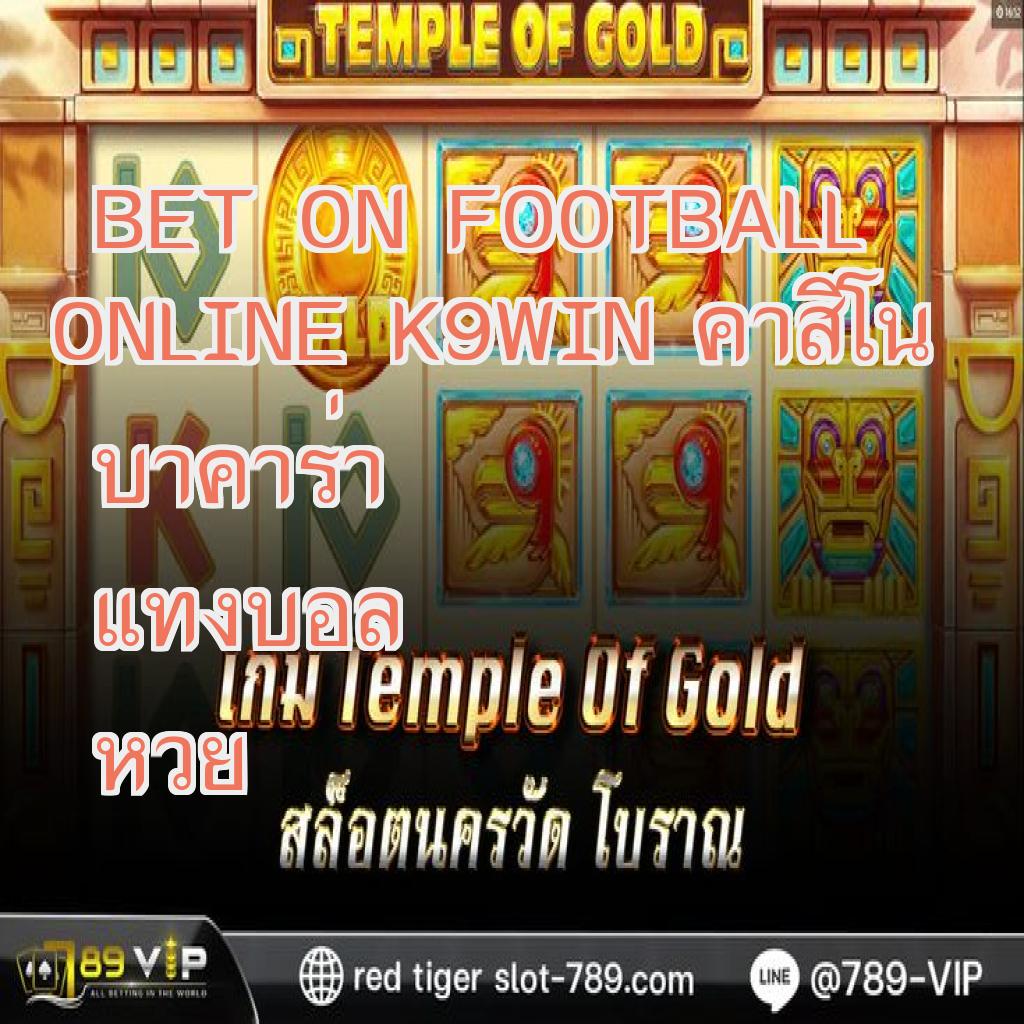 TEMPLE OF GOLD
BET ON FOOTBALL
ONLINE K9WIN คาสิโน
บาคาร่า
แทงบอล
เกม Temple Of Gold
หวย
สล็อตนครวัด โบราณ
789 VIP
ALL BETTING IN THE WORLD
red tiger slot-789.com
LINE @789-VIP